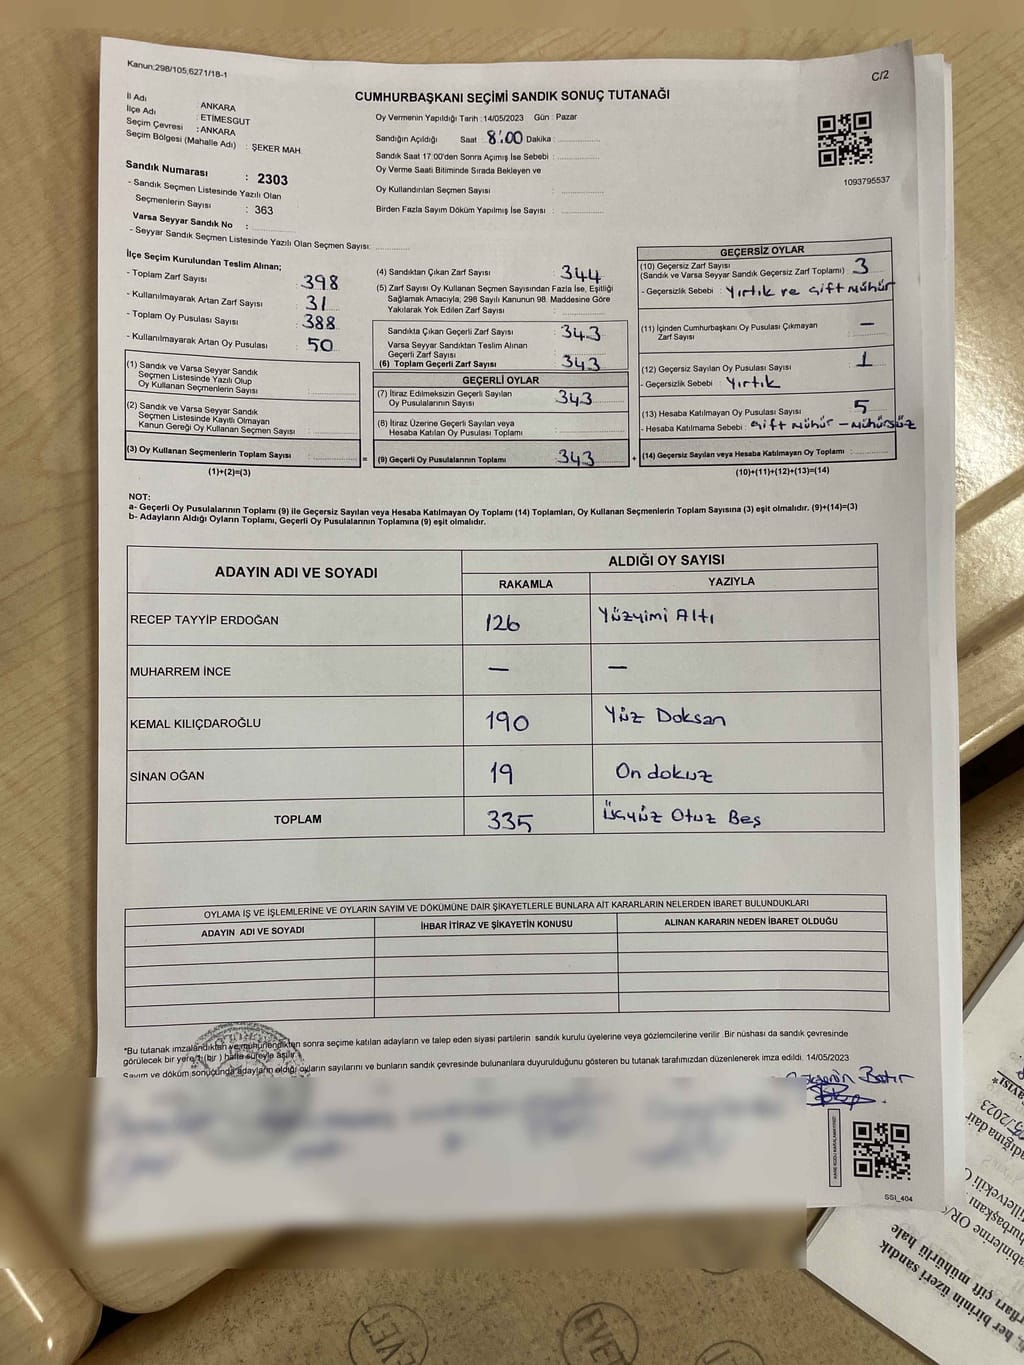 Kanun;298/105,6271/18-1
C/2
CUMHURBAŞKANI SEÇİMİ SANDIK SONUÇ TUTANAĞI
İl Adı : ANKARA
İlçe Adı : ETİMESGUT
Seçim Çevresi : ANKARA
Seçim Bölgesi (Mahalle Adı) : ŞEKER MAH.
Sandık Numarası : 2303
- Sandık Seçmen Listesinde Yazılı Olan
Seçmenlerin Sayısı : 363
Varsa Seyyar Sandık No :
- Seyyar Sandık Seçmen Listesinde Yazılı Olan Seçmen Sayısı:
Oy Vermenin Yapıldığı Tarih :14/05/2023 Gün : Pazar
Sandığın Açıldığı Saat 8:00 Dakika :
Sandık Saat 17:00'den Sonra Açımış İse Sebebi :
Oy Verme Saati Bitiminde Sırada Bekleyen ve
Oy Kullandırılan Seçmen Sayısı :
Birden Fazla Sayım Döküm Yapılmış İse Sayısı :
1093795537
İlçe Seçim Kurulundan Teslim Alınan;
- Toplam Zarf Sayısı : 398
- Kullanılmayarak Artan Zarf Sayısı : 31
- Toplam Oy Pusulası Sayısı : 388
- Kullanılmayarak Artan Oy Pusulası : 50
(1) Sandık ve Varsa Seyyar Sandık
Seçmen Listesinde Yazılı Olup
Oy Kullanan Seçmenlerin Sayısı :
(2) Sandık ve Varsa Seyyar Sandık
Seçmen Listesinde Kayıtlı Olmayan
Kanun Gereği Oy Kullanan Seçmen Sayısı :
(3) Oy Kullanan Seçmenlerin Toplam Sayısı :
(1)+(2)=(3)
(4) Sandıktan Çıkan Zarf Sayısı : 344
(5) Zarf Sayısı Oy Kullanan Seçmen Sayısından Fazla İse, Eşitliği
Sağlamak Amacıyla; 298 Sayılı Kanunun 98. Maddesine Göre
Yakılarak Yok Edilen Zarf Sayısı :
Sandıkta Çıkan Geçerli Zarf Sayısı : 343
Varsa Seyyar Sandıktan Teslim Alınan
Geçerli Zarf Sayısı :
(6) Toplam Geçerli Zarf Sayısı : 343
GEÇERLİ OYLAR
(7) İtiraz Edilmeksizin Geçerli Sayılan
Oy Pusulalarının Sayısı : 343
(8) İtiraz Üzerine Geçerli Sayılan veya
Hesaba Katılan Oy Pusulası Toplamı :
= (9) Geçerli Oy Pusulalarının Toplamı : 343 +
GEÇERSİZ OYLAR
(10) Geçersiz Zarf Sayısı
(Sandık ve Varsa Seyyar Sandık Geçersiz Zarf Toplamı) : 3
- Geçersizlik Sebebi : Yırtık ve çift mühür
(11) İçinden Cumhurbaşkanı Oy Pusulası Çıkmayan
Zarf Sayısı : —
(12) Geçersiz Sayılan Oy Pusulası Sayısı : 1
- Geçersizlik Sebebi : Yırtık
(13) Hesaba Katılmayan Oy Pusulası Sayısı : 5
- Hesaba Katılmama Sebebi : çift mühür - mühürsüz
(14) Geçersiz Sayılan veya Hesaba Katılmayan Oy Toplamı :
(10)+(11)+(12)+(13)=(14)
NOT:
a- Geçerli Oy Pusulalarının Toplamı (9) ile Geçersiz Sayılan veya Hesaba Katılmayan Oy Toplamı (14) Toplamları, Oy Kullanan Seçmenlerin Toplam Sayısına (3) eşit olmalıdır. (9)+(14)=(3)
b- Adayların Aldığı Oyların Toplamı, Geçerli Oy Pusulalarının Toplamına (9) eşit olmalıdır.
ADAYIN ADI VE SOYADI
ALDIĞI OY SAYISI
RAKAMLA YAZIYLA
RECEP TAYYİP ERDOĞAN 126 Yüzyimi Altı
MUHARREM İNCE — —
KEMAL KILIÇDAROĞLU 190 Yüz Doksan
SİNAN OĞAN 19 On dokuz
TOPLAM 335 Üçyüz Otuz Beş
OYLAMA İŞ VE İŞLEMLERİNE VE OYLARIN SAYIM VE DÖKÜMÜNE DAİR ŞİKAYETLERLE BUNLARA AİT KARARLARIN NELERDEN İBARET BULUNDUKLARI
ADAYIN ADI VE SOYADI İHBAR İTİRAZ VE ŞİKAYETİN KONUSU ALINAN KARARIN NEDEN İBARET OLDUĞU
*Bu tutanak imzalandıktan ve mühürlendikten sonra seçime katılan adayların ve talep eden siyasi partilerin sandık kurulu üyelerine veya gözlemcilerine verilir .Bir nüshası da sandık çevresinde
görülecek bir yere 1 (bir ) hafta süreyle asılır .
Sayım ve döküm sonucunda adayların aldığı oyların sayılarını ve bunların sandık çevresinde bulunanlara duyurulduğunu gösteren bu tutanak tarafımızdan düzenlenerek imza edildi. 14/05/2023
Batır
SSI_404
EVET
EVET